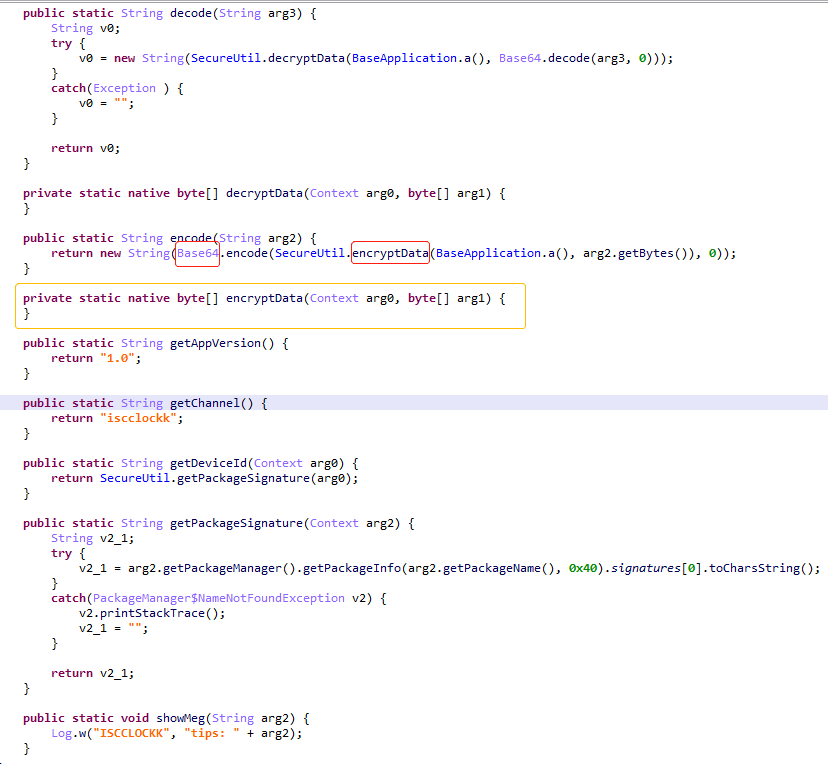 public static String decode(String arg3) {
    String v0;
    try {
        v0 = new String(SecureUtil.decryptData(BaseApplication.a(), Base64.decode(arg3, 0)));
    }
    catch(Exception ) {
        v0 = "";
    }

    return v0;
}

private static native byte[] decryptData(Context arg0, byte[] arg1) {
}

public static String encode(String arg2) {
    return new String(Base64.encode(SecureUtil.encryptData(BaseApplication.a(), arg2.getBytes()), 0));
}

private static native byte[] encryptData(Context arg0, byte[] arg1) {
}

public static String getAppVersion() {
    return "1.0";
}

public static String getChannel() {
    return "iscclockk";
}

public static String getDeviceId(Context arg0) {
    return SecureUtil.getPackageSignature(arg0);
}

public static String getPackageSignature(Context arg2) {
    String v2_1;
    try {
        v2_1 = arg2.getPackageManager().getPackageInfo(arg2.getPackageName(), 0x40).signatures[0].toCharsString();
    }
    catch(PackageManager$NameNotFoundException v2) {
        v2.printStackTrace();
        v2_1 = "";
    }

    return v2_1;
}

public static void showMeg(String arg2) {
    Log.w("ISCCLOCKK", "tips: " + arg2);
}